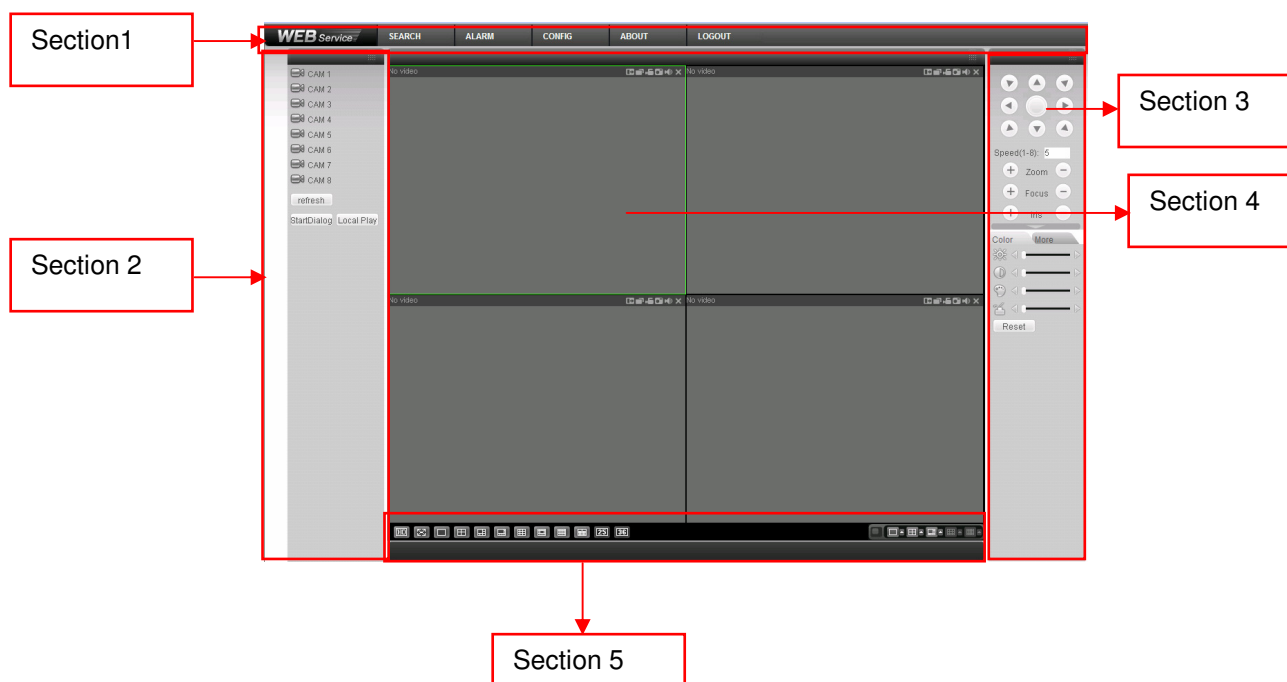 Section1
WEB Service
SEARCH
ALARM
CONFIG
ABOUT
LOGOUT
CAM 1
CAM 2
CAM 3
CAM 4
CAM 5
CAM 6
CAM 7
CAM 8
refresh
StartDialog
Local Play
Section 2
No video
No video
No video
No video
Speed(1-8): 5
Zoom
Focus
Iris
Color
More
Reset
Section 3
Section 4
25
36
Section 5